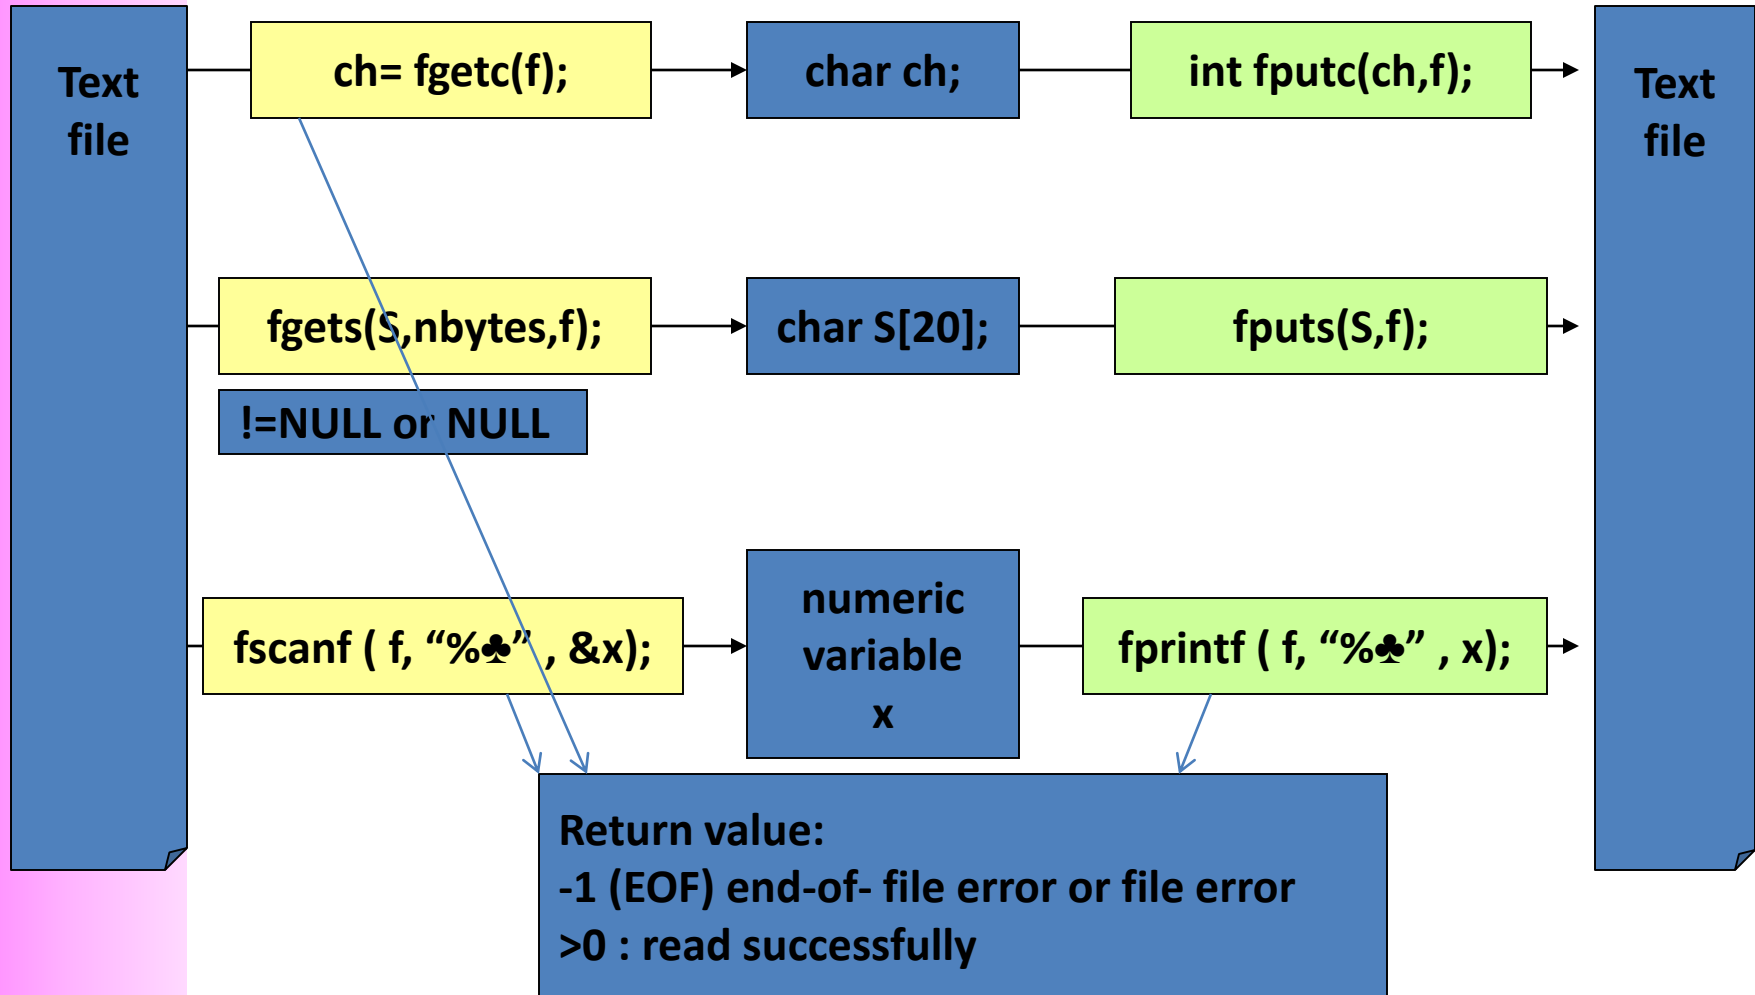 Text
file
ch= fgetc(f);
char ch;
int fputc(ch,f);
Text
file
fgets(S,nbytes,f);
char S[20];
fputs(S,f);
!=NULL or NULL
fscanf ( f, “%♣” , &x);
numeric
variable
x
fprintf ( f, “%♣” , x);
Return value:
-1 (EOF) end-of- file error or file error
>0 : read successfully